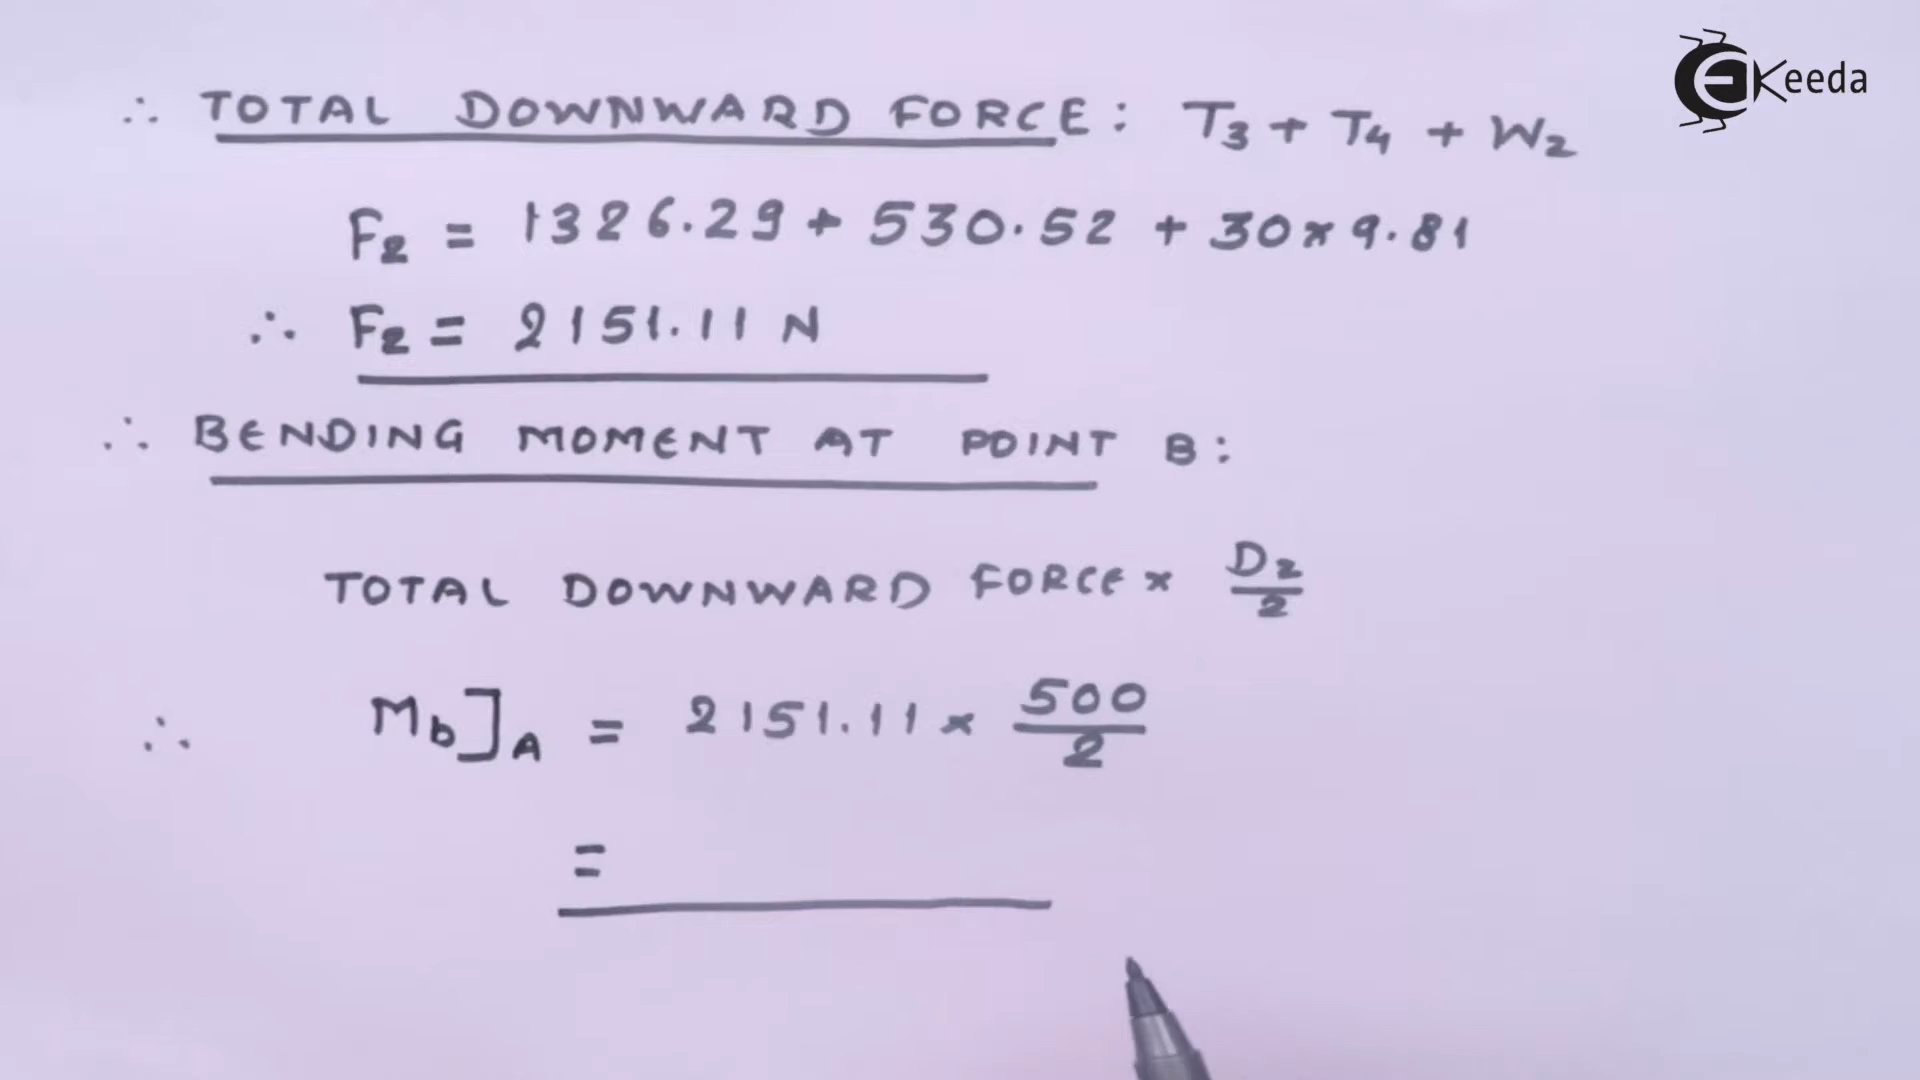 EKeeda
∴ TOTAL DOWNWARD FORCE: T3 + T4 + W2
F2 = 1326.29 + 530.52 + 30×9.81
∴ F2 = 2151.11 N
∴ BENDING MOMENT AT POINT B:
TOTAL DOWNWARD FORCE × D2/2
∴ Mb]A = 2151.11 × 500/2
=